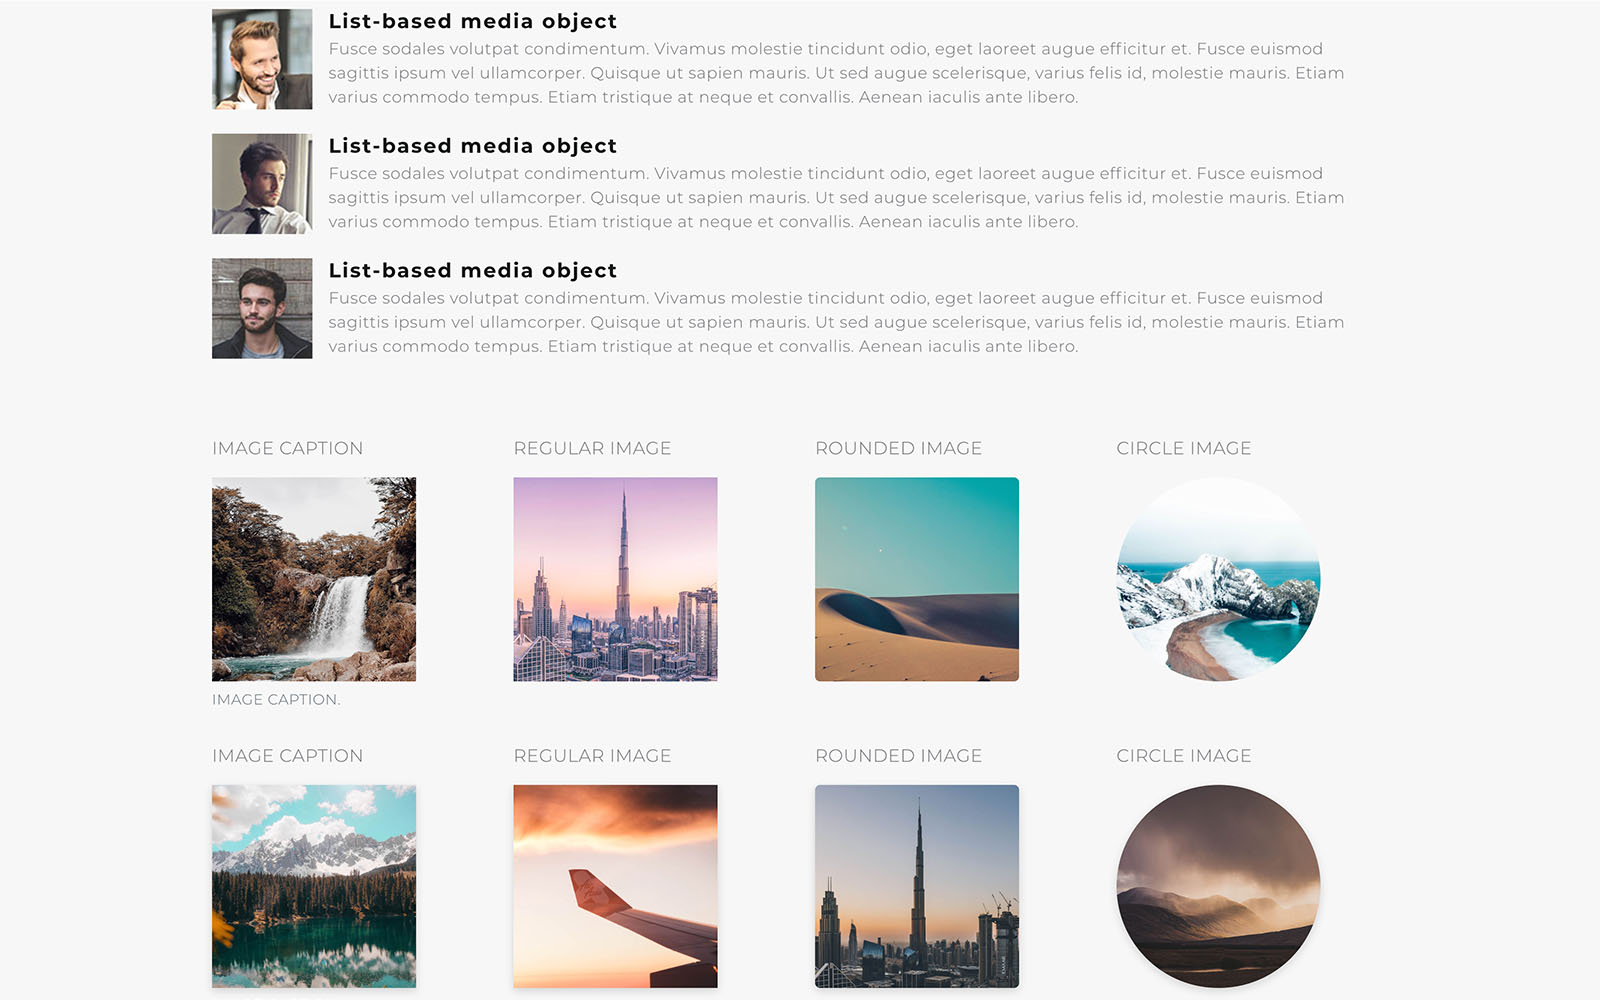 List-based media object
Fusce sodales volutpat condimentum. Vivamus molestie tincidunt odio, eget laoreet augue efficitur et. Fusce euismod
sagittis ipsum vel ullamcorper. Quisque ut sapien mauris. Ut sed augue scelerisque, varius felis id, molestie mauris. Etiam
varius commodo tempus. Etiam tristique at neque et convallis. Aenean iaculis ante libero.
List-based media object
Fusce sodales volutpat condimentum. Vivamus molestie tincidunt odio, eget laoreet augue efficitur et. Fusce euismod
sagittis ipsum vel ullamcorper. Quisque ut sapien mauris. Ut sed augue scelerisque, varius felis id, molestie mauris. Etiam
varius commodo tempus. Etiam tristique at neque et convallis. Aenean iaculis ante libero.
List-based media object
Fusce sodales volutpat condimentum. Vivamus molestie tincidunt odio, eget laoreet augue efficitur et. Fusce euismod
sagittis ipsum vel ullamcorper. Quisque ut sapien mauris. Ut sed augue scelerisque, varius felis id, molestie mauris. Etiam
varius commodo tempus. Etiam tristique at neque et convallis. Aenean iaculis ante libero.
IMAGE CAPTION
REGULAR IMAGE
ROUNDED IMAGE
CIRCLE IMAGE
IMAGE CAPTION.
IMAGE CAPTION
REGULAR IMAGE
ROUNDED IMAGE
CIRCLE IMAGE